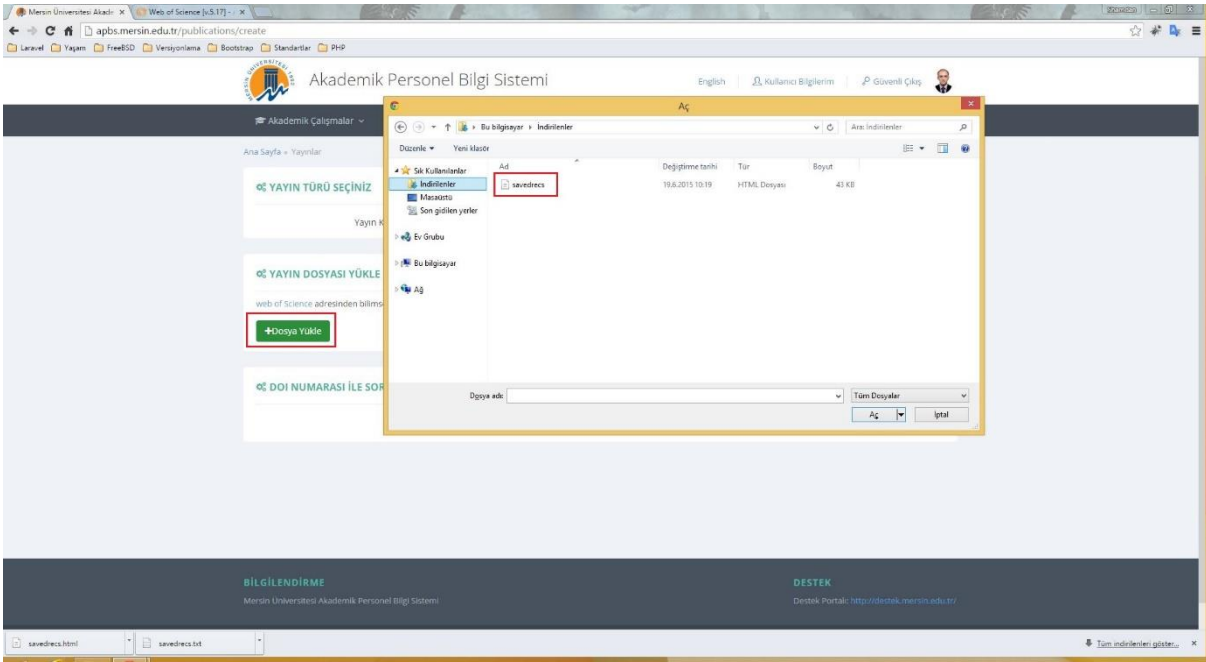 Mersin Üniversitesi Akade
Web of Science [v.5.17] -
apbs.mersin.edu.tr/publications/create
Laravel Yaşam FreeBSD Versiyonlama Bootstrap Standartlar PHP
Akademik Personel Bilgi Sistemi
English Kullanıcı Bilgilerim Güvenli Çıkış
Akademik Çalışmalar
Ana Sayfa » Yayınlar
YAYIN TÜRÜ SEÇİNİZ
Yayın K
YAYIN DOSYASI YÜKLE
web of Science adresinden bilims
+Dosya Yükle
DOI NUMARASI İLE SOR
Aç
Bu bilgisayar İndirilenler
Ara: İndirilenler
Düzenle Yeni klasör
Sık Kullanılanlar
İndirilenler
Masaüstü
Son gidilen yerler
Ev Grubu
Bu bilgisayar
Ağ
Ad Değiştirme tarihi Tür Boyut
savedrecs 19.6.2015 10:19 HTML Dosyası 43 KB
Dosya adı: Tüm Dosyalar
Aç İptal
BİLGİLENDİRME
Mersin Üniversitesi Akademik Personel Bilgi Sistemi
DESTEK
Destek Portalı: http://destek.mersin.edu.tr/
savedrecs.html savedrecs.txt Tüm indirilenleri göster...